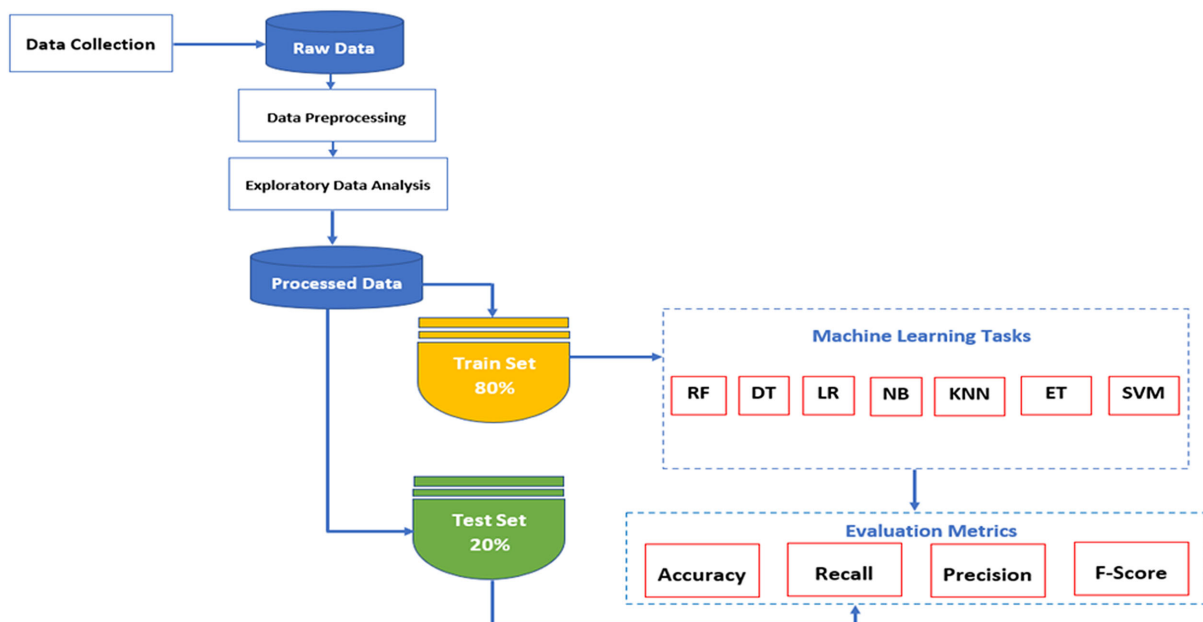 Data Collection
Raw Data
Data Preprocessing
Exploratory Data Analysis
Processed Data
Train Set
80%
Machine Learning Tasks
RF DT LR NB KNN ET SVM
Test Set
20%
Evaluation Metrics
Accuracy Recall Precision F-Score